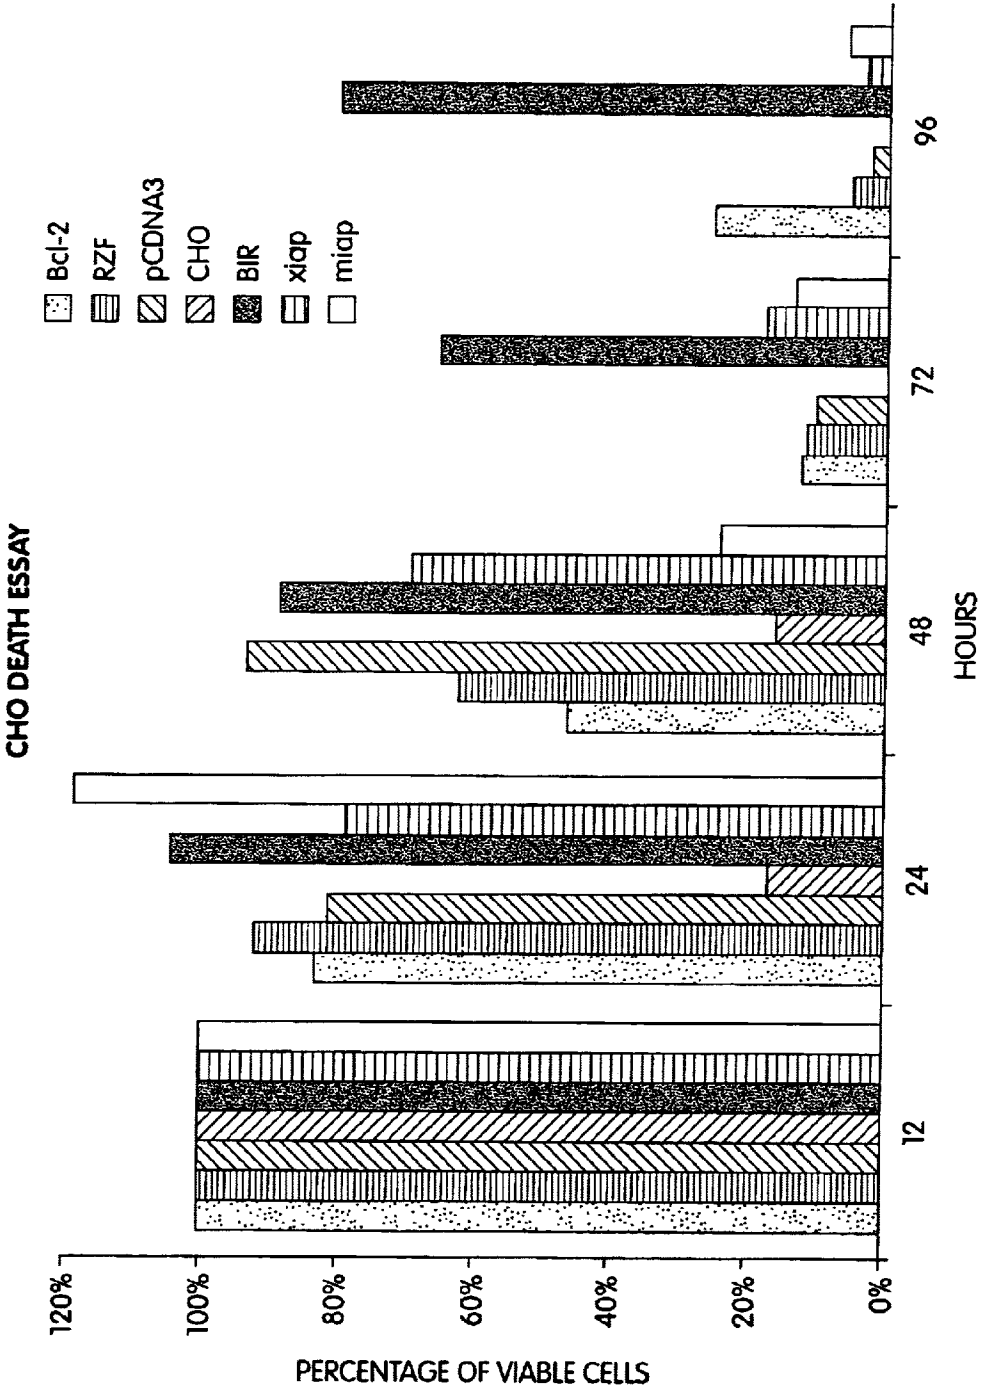 CHO DEATH ESSAY
Bcl-2
RZF
pCDNA3
CHO
BIR
xiap
miap
PERCENTAGE OF VIABLE CELLS
120%
100%
80%
60%
40%
20%
0%
12
24
48
72
96
HOURS